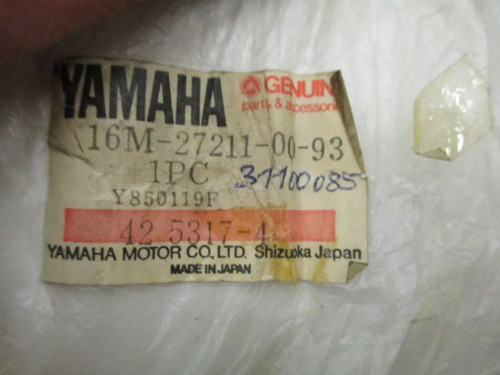 YAMAHA GENUIN
parts & accessori
16M-27211-00-93
1PC 31100085
Y850119F
42 5317-4
YAMAHA MOTOR CO., LTD. Shizuoka Japan
MADE IN JAPAN